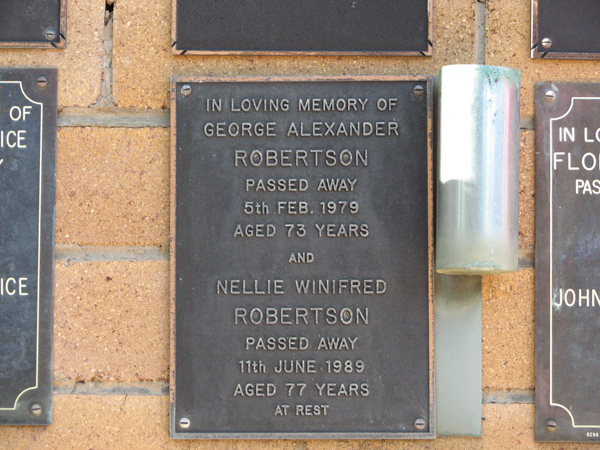 OF
ICE
Y
ICE
IN LOVING MEMORY OF
GEORGE ALEXANDER
ROBERTSON
PASSED AWAY
5th FEB. 1979
AGED 73 YEARS
AND
NELLIE WINIFRED
ROBERTSON
PASSED AWAY
11th JUNE 1989
AGED 77 YEARS
AT REST
IN LO
FLO
PAS
JOHN